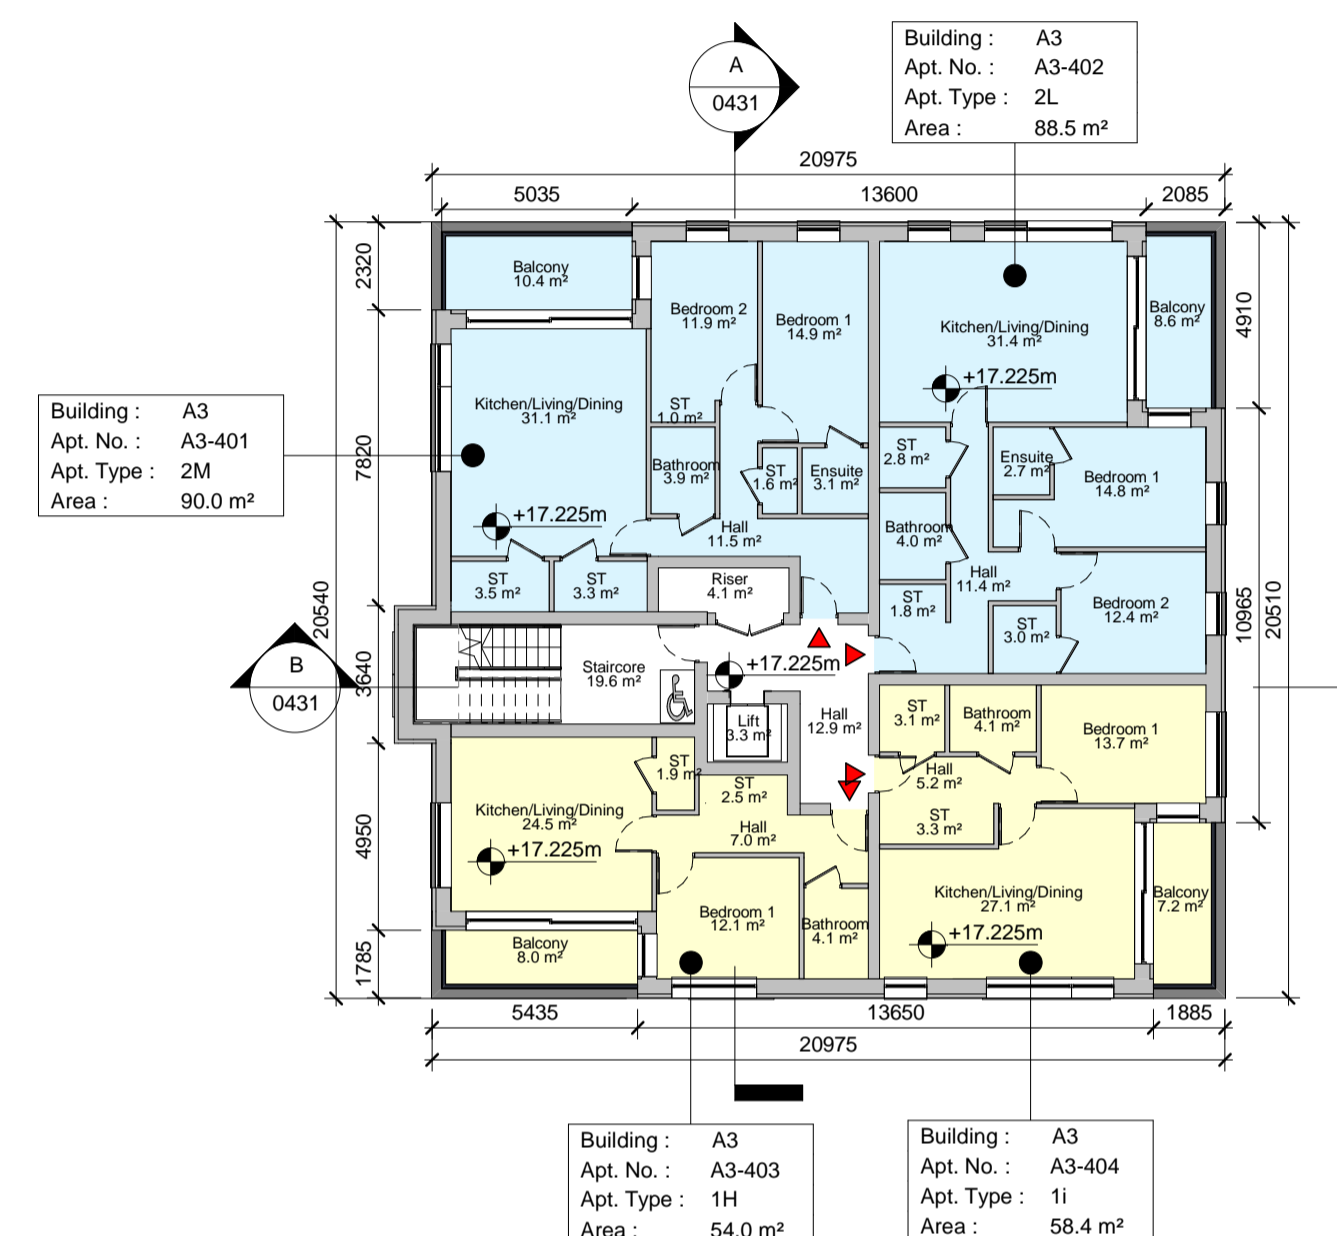 A
0431
Building : A3
Apt. No. : A3-402
Apt. Type : 2L
Area : 88.5 m²
20975
5035
13600
2085
2320
7820
20540
3640
4950
1785
4910
10965
20510
Building : A3
Apt. No. : A3-401
Apt. Type : 2M
Area : 90.0 m²
Balcony
10.4 m²
Bedroom 2
11.9 m²
Bedroom 1
14.9 m²
Kitchen/Living/Dining
31.4 m²
+17.225m
Balcony
8.6 m²
Kitchen/Living/Dining
31.1 m²
+17.225m
ST
1.0 m²
Bathroom
3.9 m²
ST
1.6 m²
Ensuite
3.1 m²
Hall
11.5 m²
ST
3.5 m²
ST
3.3 m²
Riser
4.1 m²
ST
2.8 m²
Ensuite
2.7 m²
Bedroom 1
14.8 m²
Bathroom
4.0 m²
Hall
11.4 m²
ST
1.8 m²
ST
3.0 m²
Bedroom 2
12.4 m²
B
0431
Staircore
19.6 m²
+17.225m
Lift
3.3 m²
Hall
12.9 m²
ST
3.1 m²
Bathroom
4.1 m²
Bedroom 1
13.7 m²
Hall
5.2 m²
ST
3.3 m²
ST
1.9 m²
ST
2.5 m²
Hall
7.0 m²
Kitchen/Living/Dining
24.5 m²
+17.225m
Bedroom 1
12.1 m²
Bathroom
4.1 m²
Balcony
8.0 m²
Kitchen/Living/Dining
27.1 m²
+17.225m
Balcony
7.2 m²
5435
13650
1885
20975
Building : A3
Apt. No. : A3-403
Apt. Type : 1H
Area : 54.0 m²
Building : A3
Apt. No. : A3-404
Apt. Type : 1i
Area : 58.4 m²